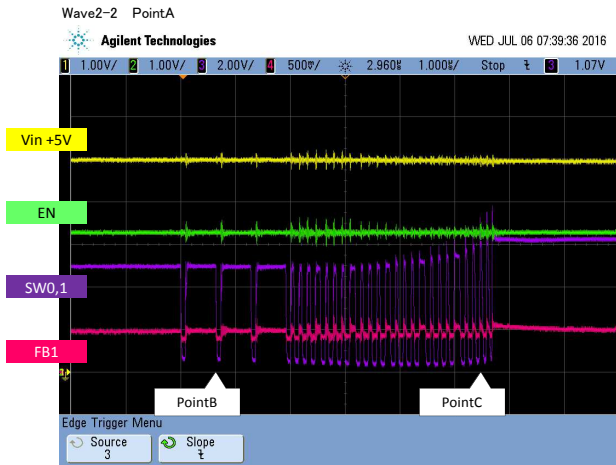 Wave2-2 PointA
Agilent Technologies
WED JUL 06 07:39:36 2016
1 1.00V/ 2 1.00V/ 3 2.00V/ 4 500㎷/ 2.960 1.000 / Stop 3 1.07V
Vin +5V
EN
SW0,1
FB1
PointB
PointC
Edge Trigger Menu
Source
3
Slope